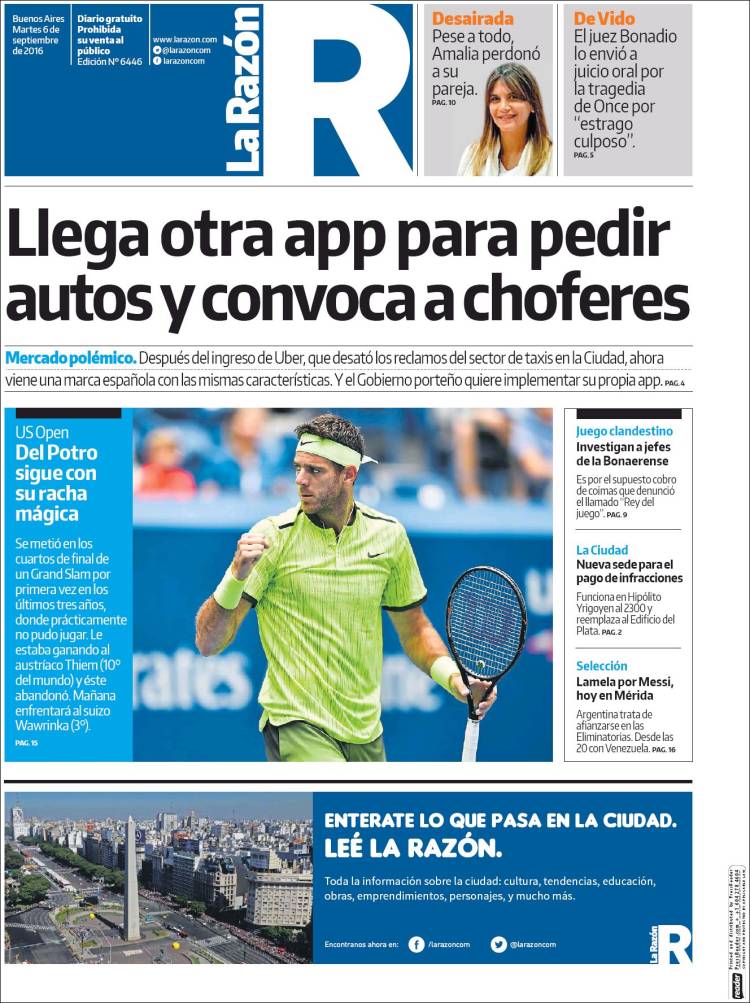 Buenos Aires
Martes 6 de
septiembre
de 2016
Diario gratuito
Prohibida
su venta al
público
Edición Nº 6446
www.larazon.com
@larazoncom
larazoncom
La Razón
R
Desairada
Pese a todo,
Amalia perdonó
a su
pareja.
PAG. 10
De Vido
El juez Bonadio
lo envió a
juicio oral por
la tragedia
de Once por
“estrago
culposo”.
PAG. 5
Llega otra app para pedir
autos y convoca a choferes
Mercado polémico. Después del ingreso de Uber, que desató los reclamos del sector de taxis en la Ciudad, ahora
viene una marca española con las mismas características. Y el Gobierno porteño quiere implementar su propia app. PAG. 4
US Open
Del Potro
sigue con
su racha
mágica
Se metió en los
cuartos de final de
un Grand Slam por
primera vez en los
últimos tres años,
donde prácticamente
no pudo jugar. Le
estaba ganando al
austríaco Thiem (10º
del mundo) y éste
abandonó. Mañana
enfrentará al suizo
Wawrinka (3º).
PAG. 15
rates
Juego clandestino
Investigan a jefes
de la Bonaerense
Es por el supuesto cobro
de coimas que denunció
el llamado “Rey del
juego”. PAG. 9
La Ciudad
Nueva sede para el
pago de infracciones
Funciona en Hipólito
Yrigoyen al 2300 y
reemplaza al Edificio del
Plata. PAG. 2
Selección
Lamela por Messi,
hoy en Mérida
Argentina trata de
afianzarse en las
Eliminatorias. Desde las
20 con Venezuela. PAG. 16
ENTERATE LO QUE PASA EN LA CIUDAD.
LEÉ LA RAZÓN.
Toda la información sobre la ciudad: cultura, tendencias, educación,
obras, emprendimientos, personajes, y mucho más.
Encontranos ahora en:
/larazoncom
@larazoncom
La Razón
R
Printed and distributed by PressReader